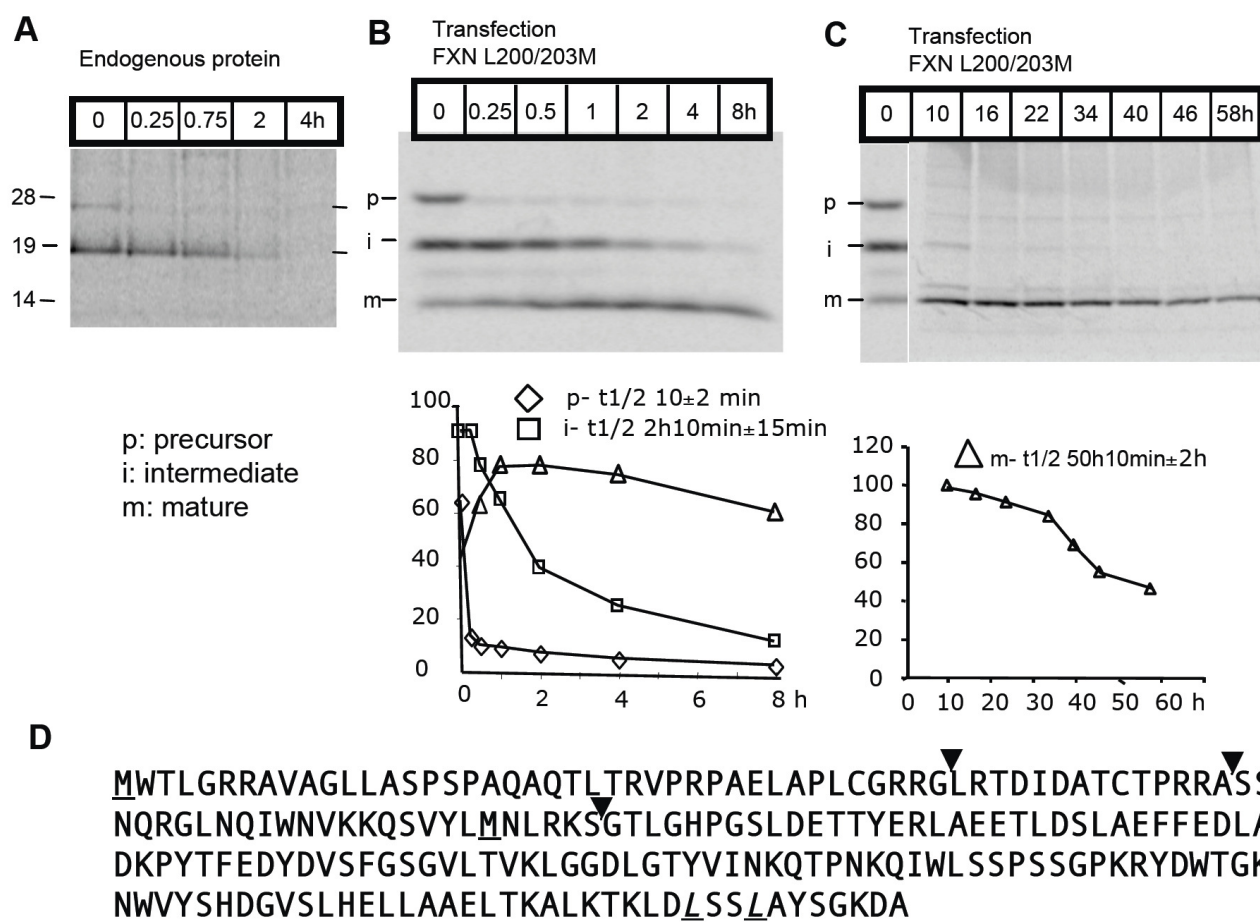 A
Endogenous protein
0 0.25 0.75 2 4h
28
19
14
p: precursor
i: intermediate
m: mature
B
Transfection
FXN L200/203M
0 0.25 0.5 1 2 4 8h
p
i
m
p- t1/2 10±2 min
i- t1/2 2h10min±15min
100
80
60
40
20
0
0 2 4 6 8 h
C
Transfection
FXN L200/203M
0 10 16 22 34 40 46 58h
p
i
m
m- t1/2 50h10min±2h
120
100
80
60
40
20
0
0 10 20 30 40 50 60 h
D
MWTLGRRAVAGLLASPSPAQAQTLTRVPRPAELAPLCGRRGLRTDIDATCTPRRASS
NQRGLNQIWNVKKQSVYLMNLRKSGTLGHPGSLDETTYERLAEETLDSLAEFFEDLA
DKPYTFEDYDVSFGSGVLTVKLGGDLGTYVINKQTPNKQIWLSSPSSGPKRYDWTGK
NWVYSHDGVSLHELLAAELTKALKTKLDLSSLAYSGKDA